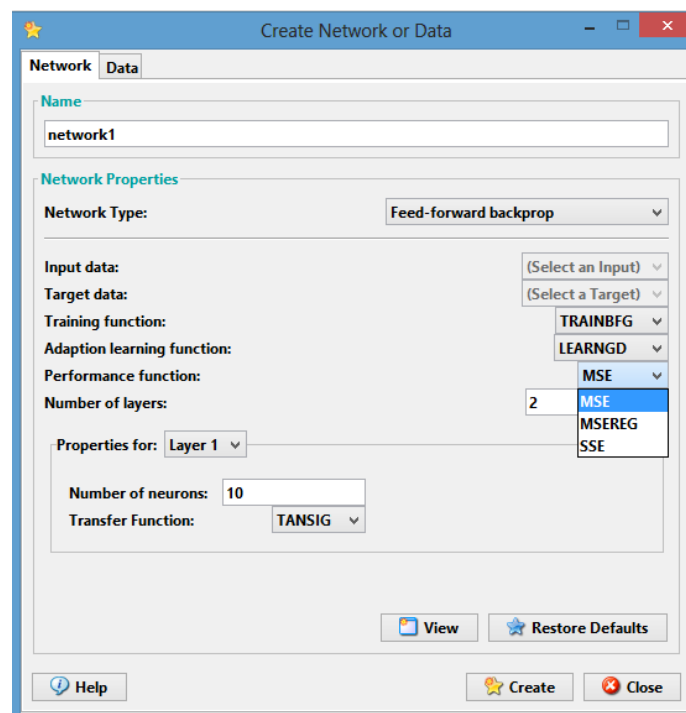 Create Network or Data
Network Data
Name
network1
Network Properties
Network Type: Feed-forward backprop
Input data: (Select an Input)
Target data: (Select a Target)
Training function: TRAINBFG
Adaption learning function: LEARNGD
Performance function: MSE
Number of layers: 2 MSE
MSEREG
SSE
Properties for: Layer 1
Number of neurons: 10
Transfer Function: TANSIG
View Restore Defaults
Help Create Close